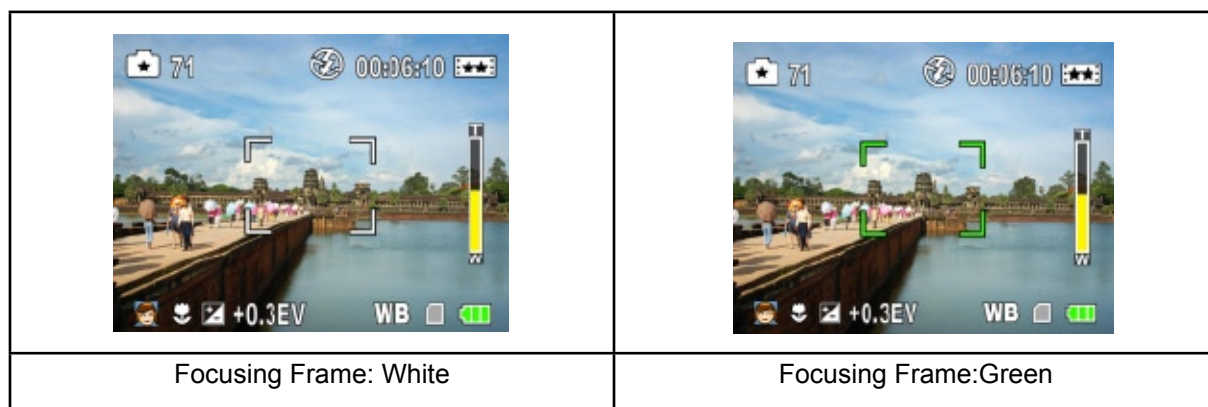 71 00:06:10
T
W
+0.3EV WB
71 00:06:10
T
W
+0.3EV WB
Focusing Frame: White
Focusing Frame:Green